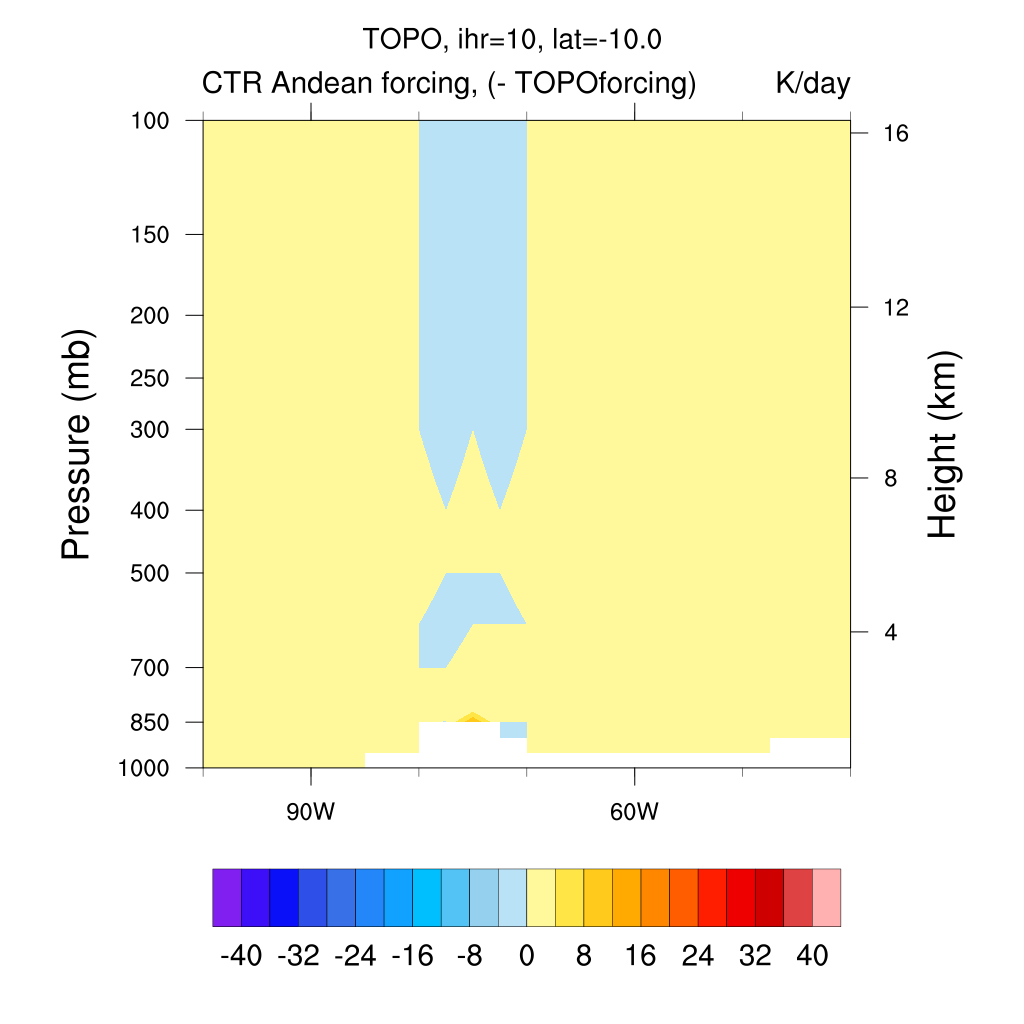 TOPO, ihr=10, lat=-10.0
CTR Andean forcing, (- TOPOforcing) K/day
100
150
200
250
300
400
500
700
850
1000
Pressure (mb)
16
12
8
4
Height (km)
90W 60W
-40 -32 -24 -16 -8 0 8 16 24 32 40